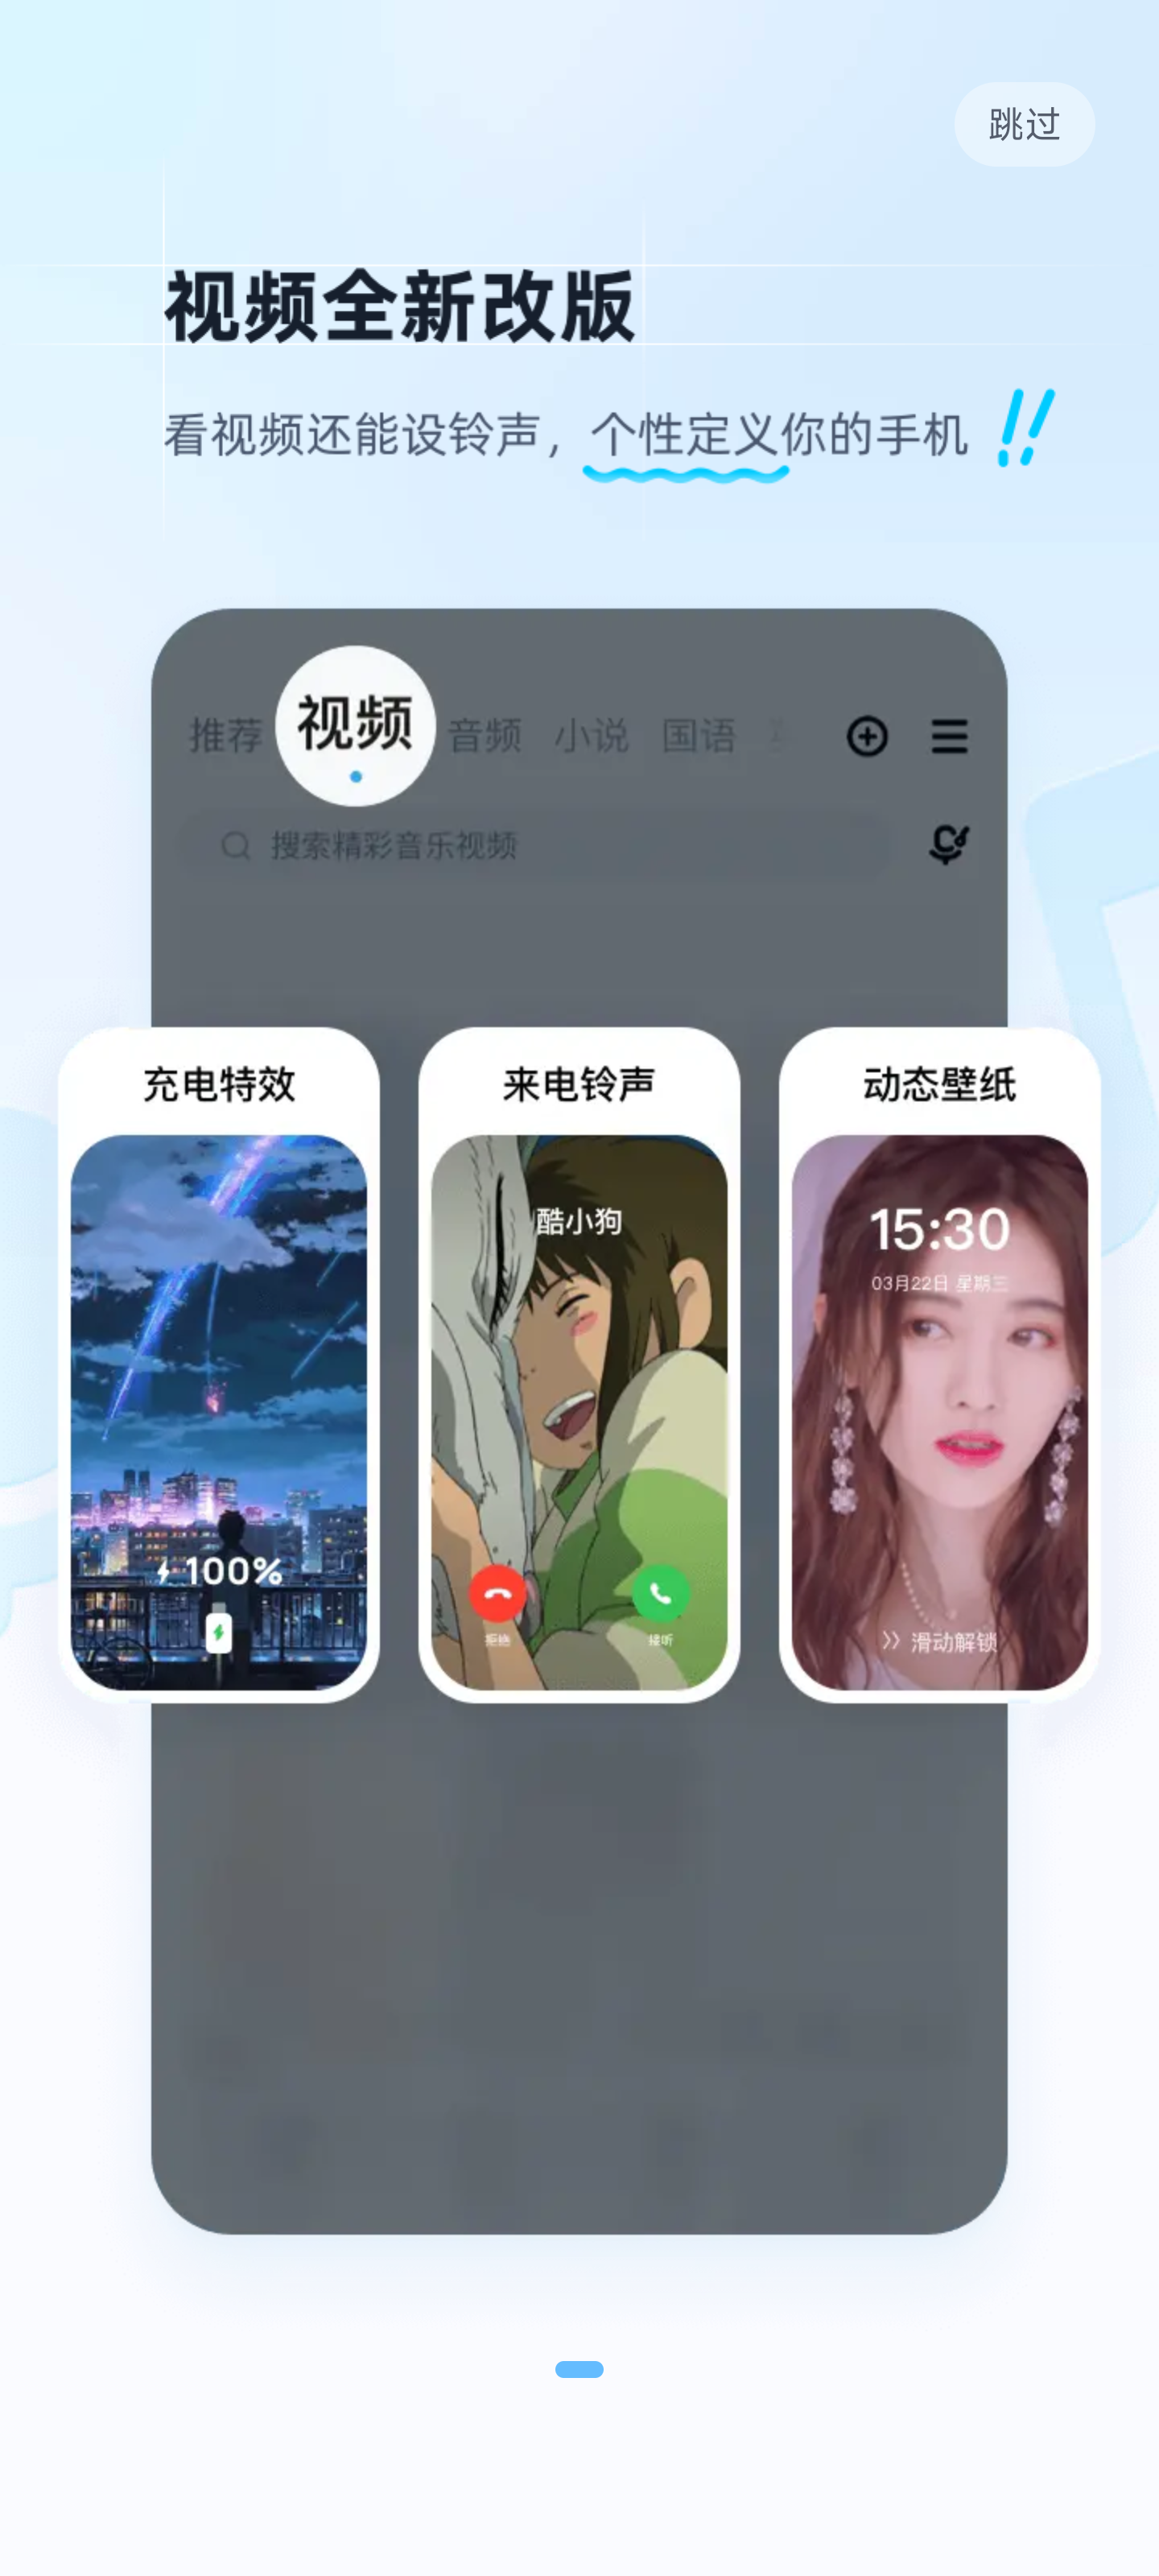 跳过
视频全新改版
看视频还能设铃声，个性定义你的手机
推荐 视频 音频 小说 国语
搜索精彩音乐视频
充电特效
来电铃声
动态壁纸
酷小狗
15:30
03月22日 星期三
100%
拒绝
接听
滑动解锁